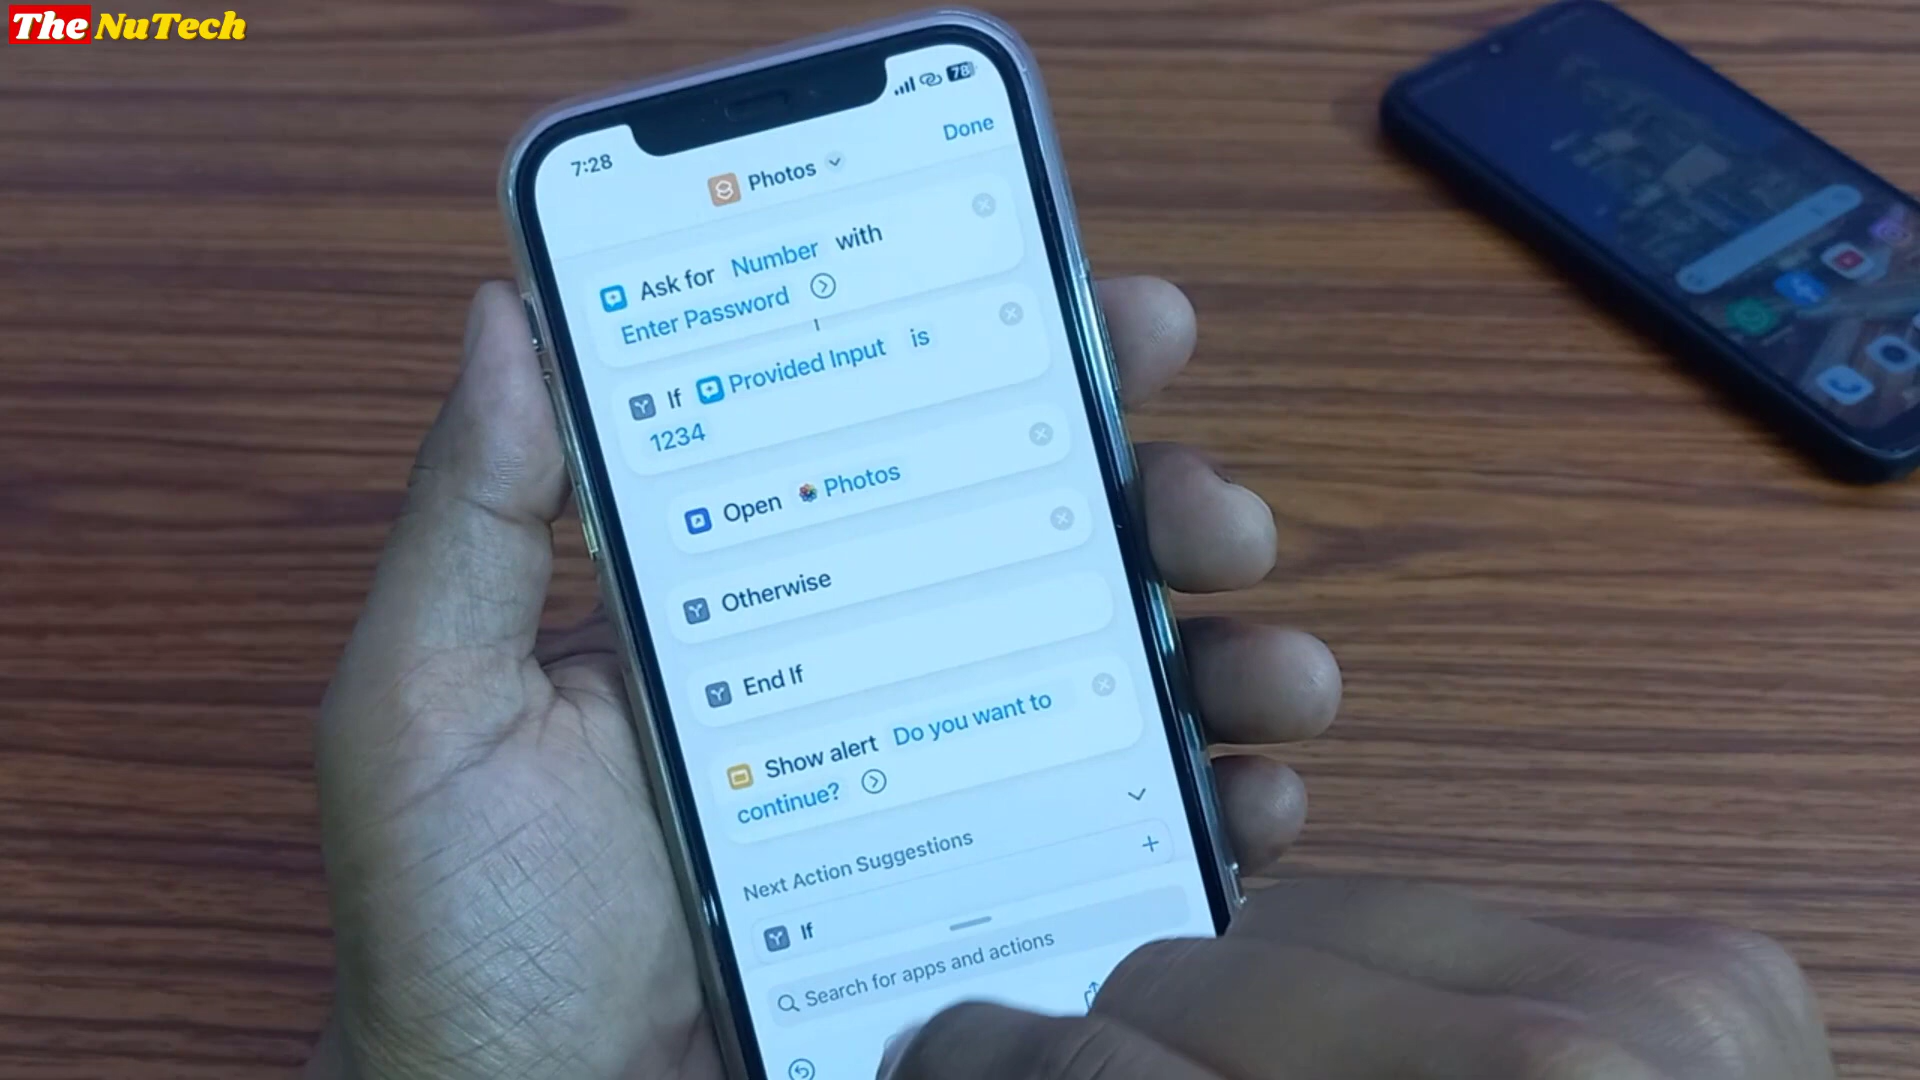 The NuTech
78
7:28
Done
Photos
Ask for Number with
Enter Password
If Provided Input is
1234
Open Photos
Otherwise
End If
Show alert Do you want to
continue?
Next Action Suggestions
If
Search for apps and actions